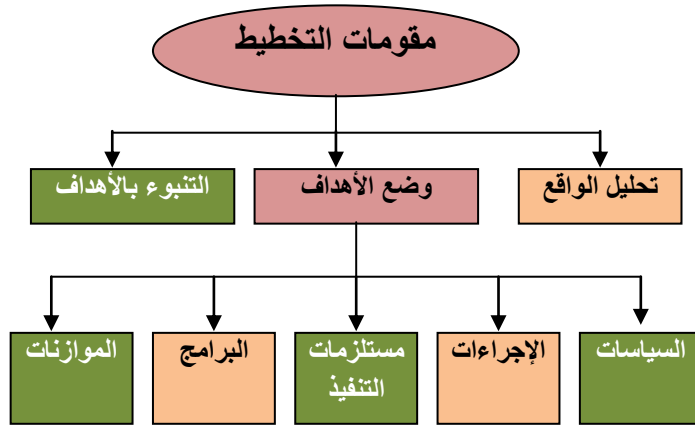 مقومات التخطيط
تحليل الواقع
وضع الأهداف
التنبوء بالأهداف
السياسات
الإجراءات
مستلزمات
التنفيذ
البرامج
الموازنات